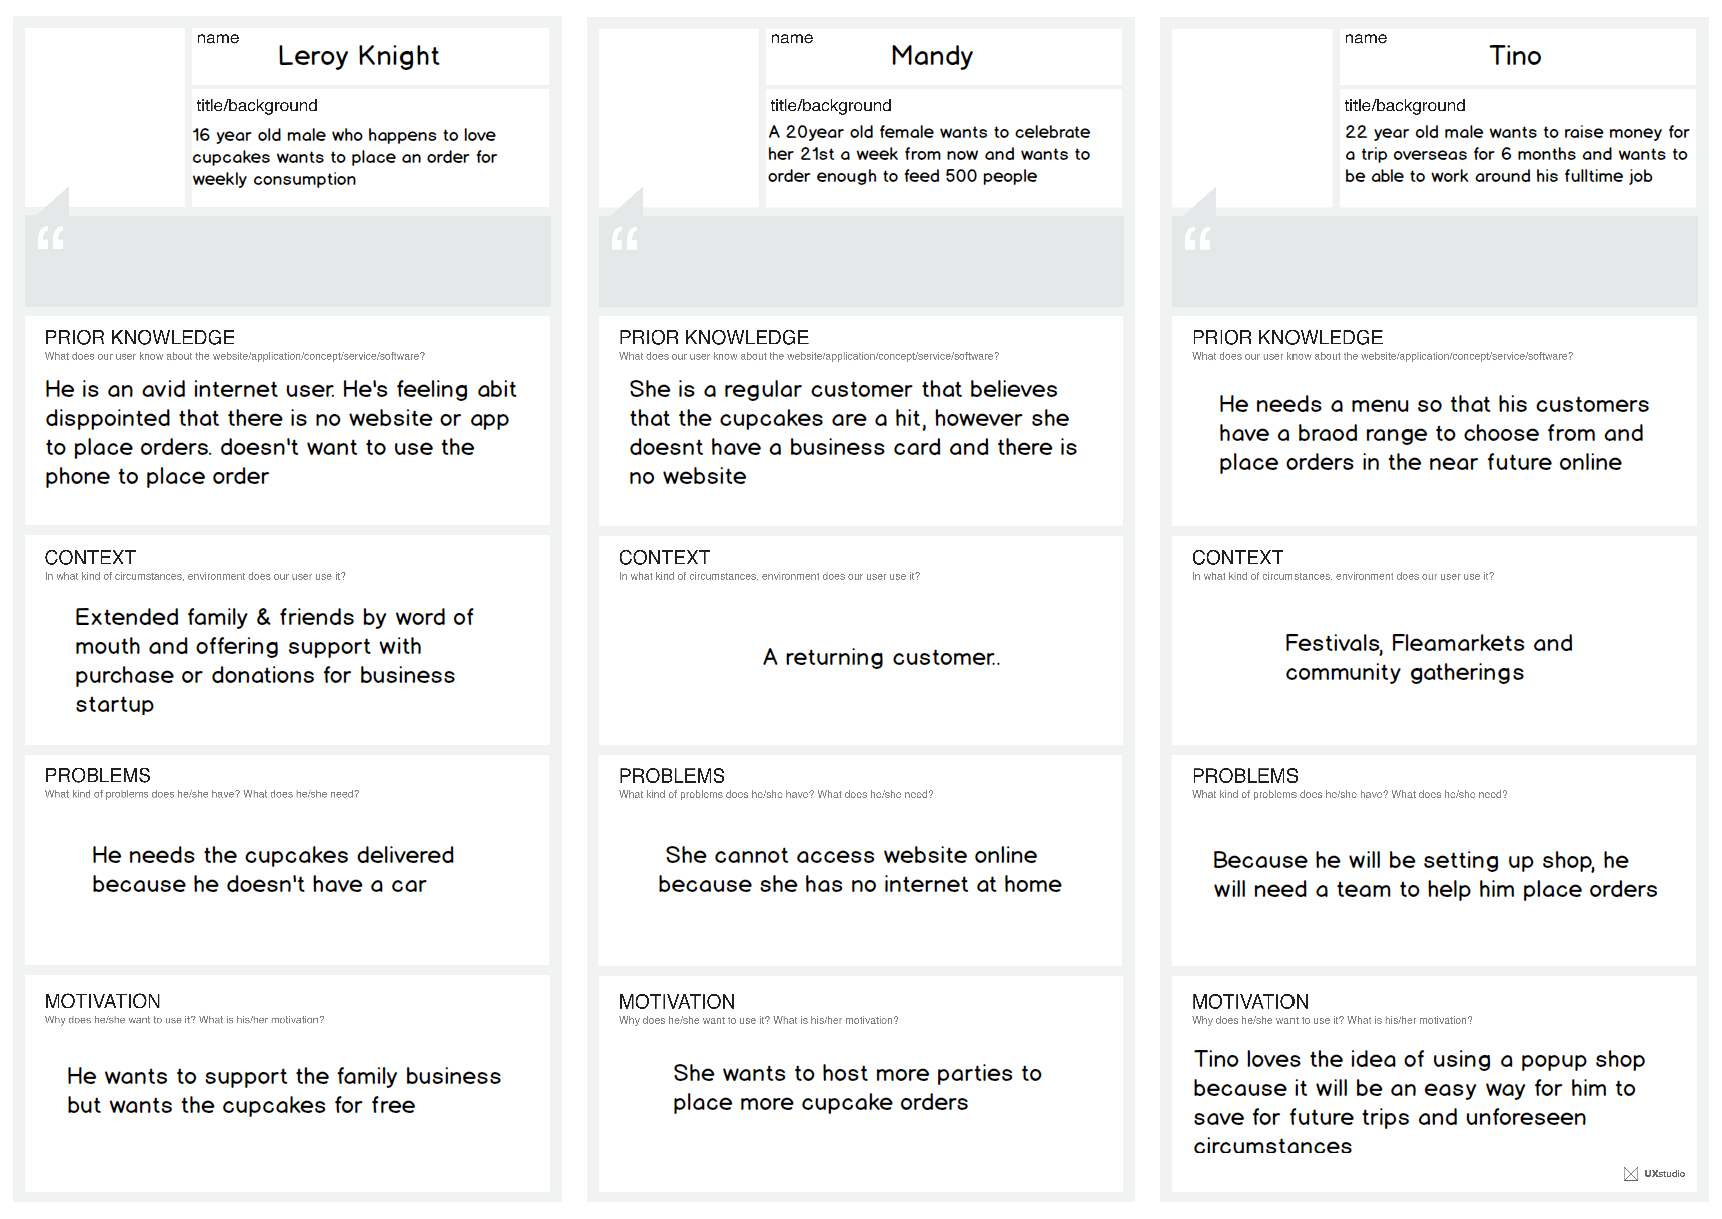 name
Leroy Knight
title/background
16 year old male who happens to love
cupcakes wants to place an order for
weekly consumption
“
PRIOR KNOWLEDGE
What does our user know about the website/application/concept/service/software?
He is an avid internet user. He's feeling abit
disppointed that there is no website or app
to place orders. doesn't want to use the
phone to place order
CONTEXT
In what kind of circumstances, environment does our user use it?
Extended family & friends by word of
mouth and offering support with
purchase or donations for business
startup
PROBLEMS
What kind of problems does he/she have? What does he/she need?
He needs the cupcakes delivered
because he doesn't have a car
MOTIVATION
Why does he/she want to use it? What is his/her motivation?
He wants to support the family business
but wants the cupcakes for free
name
Mandy
title/background
A 20year old female wants to celebrate
her 21st a week from now and wants to
order enough to feed 500 people
“
PRIOR KNOWLEDGE
What does our user know about the website/application/concept/service/software?
She is a regular customer that believes
that the cupcakes are a hit, however she
doesnt have a business card and there is
no website
CONTEXT
In what kind of circumstances, environment does our user use it?
A returning customer..
PROBLEMS
What kind of problems does he/she have? What does he/she need?
She cannot access website online
because she has no internet at home
MOTIVATION
Why does he/she want to use it? What is his/her motivation?
She wants to host more parties to
place more cupcake orders
name
Tino
title/background
22 year old male wants to raise money for
a trip overseas for 6 months and wants to
be able to work around his fulltime job
“
PRIOR KNOWLEDGE
What does our user know about the website/application/concept/service/software?
He needs a menu so that his customers
have a braod range to choose from and
place orders in the near future online
CONTEXT
In what kind of circumstances, environment does our user use it?
Festivals, Fleamarkets and
community gatherings
PROBLEMS
What kind of problems does he/she have? What does he/she need?
Because he will be setting up shop, he
will need a team to help him place orders
MOTIVATION
Why does he/she want to use it? What is his/her motivation?
Tino loves the idea of using a popup shop
because it will be an easy way for him to
save for future trips and unforeseen
circumstances
UXstudio